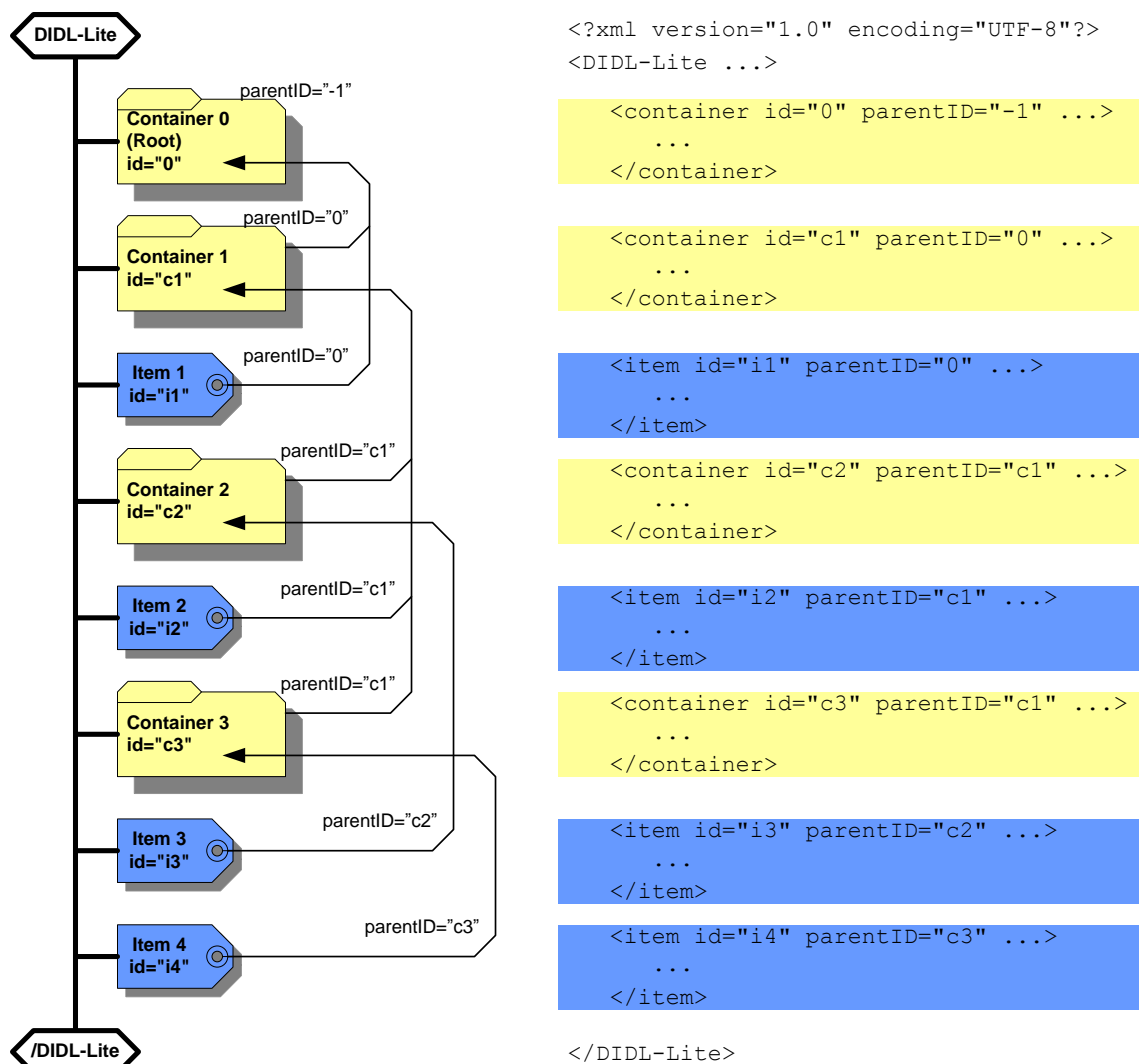 DIDL-Lite
parentID=”-1”
Container 0
(Root)
id="0"
parentID=”0”
Container 1
id="c1"
parentID=”0”
Item 1
id="i1"
parentID=”c1”
Container 2
id="c2"
parentID=”c1”
Item 2
id="i2"
parentID=”c1”
Container 3
id="c3"
parentID=”c2”
Item 3
id="i3"
parentID=”c3”
Item 4
id="i4"
/DIDL-Lite
<?xml version="1.0" encoding="UTF-8"?>
<DIDL-Lite ...>
<container id="0" parentID="-1" ...>
...
</container>
<container id="c1" parentID="0" ...>
...
</container>
<item id="i1" parentID="0" ...>
...
</item>
<container id="c2" parentID="c1" ...>
...
</container>
<item id="i2" parentID="c1" ...>
...
</item>
<container id="c3" parentID="c1" ...>
...
</container>
<item id="i3" parentID="c2" ...>
...
</item>
<item id="i4" parentID="c3" ...>
...
</item>
</DIDL-Lite>